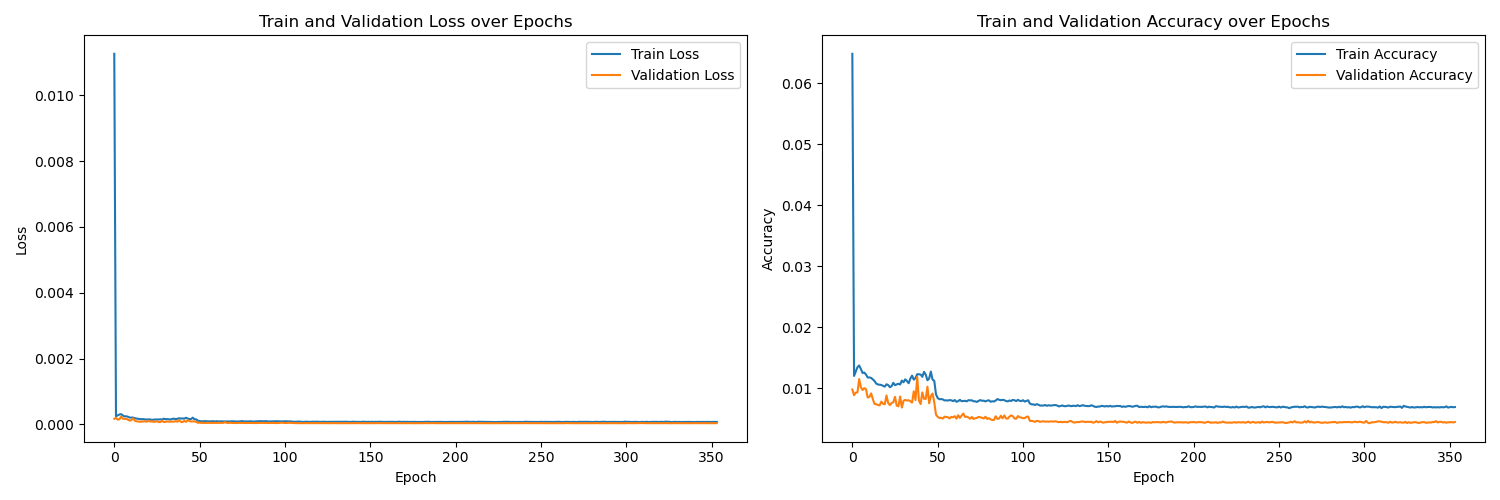 Train and Validation Loss over Epochs
Train Loss
Validation Loss
0.010
0.008
0.006
0.004
0.002
0.000
Loss
0 50 100 150 200 250 300 350
Epoch
Train and Validation Accuracy over Epochs
Train Accuracy
Validation Accuracy
0.06
0.05
0.04
0.03
0.02
0.01
Accuracy
0 50 100 150 200 250 300 350
Epoch